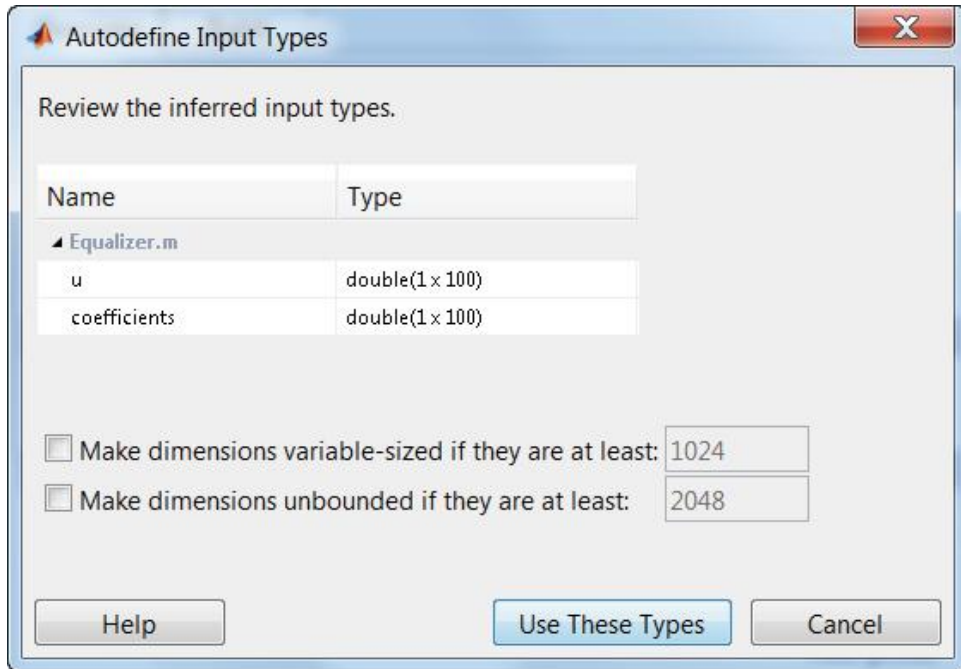 Autodefine Input Types
Review the inferred input types.
Name Type
Equalizer.m
u double(1 x 100)
coefficients double(1 x 100)
Make dimensions variable-sized if they are at least: 1024
Make dimensions unbounded if they are at least: 2048
Help Use These Types Cancel